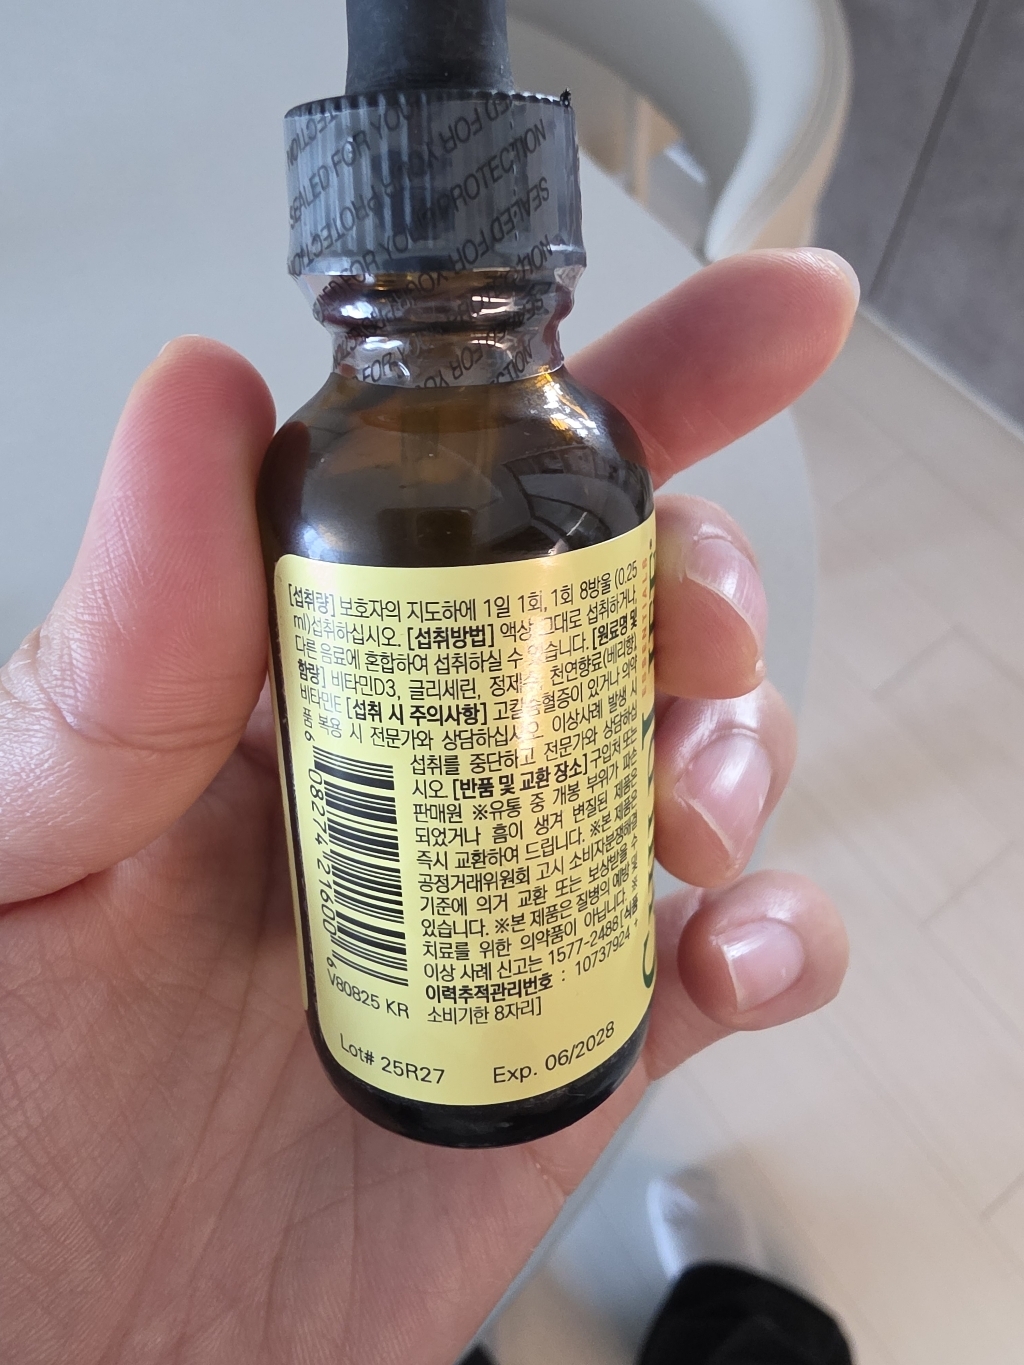 SEALED FOR YOUR PROTECTION
[섭취량] 보호자의 지도하에 1일 1회, 1회 8방울 (0.25
ml)섭취하십시오. [섭취방법] 액상 그대로 섭취하거나,
다른 음료에 혼합하여 섭취하실 수 있습니다. [원료명 및
함량] 비타민D3, 글리세린, 정제수, 천연향료(베리향),
비타민E [섭취 시 주의사항] 고칼슘혈증이 있거나 의약
품 복용 시 전문가와 상담하십시오 이상사례 발생 시
섭취를 중단하고 전문가와 상담하십
시오 [반품 및 교환 장소] 구입처 또는
판매원 ※유통 중 개봉 부위가 파손
되었거나 흠이 생겨 변질된 제품은
즉시 교환하여 드립니다. ※본 제품은
공정거래위원회 고시 소비자분쟁해결
기준에 의거 교환 또는 보상받을 수
있습니다. ※본 제품은 질병의 예방 및
치료를 위한 의약품이 아닙니다. ※
이상 사례 신고는 1577-2488 [식품
이력추적관리번호 : 10737924 +
소비기한 8자리]
6 08274 21600 6
V80825 KR
Lot# 25R27 Exp. 06/2028